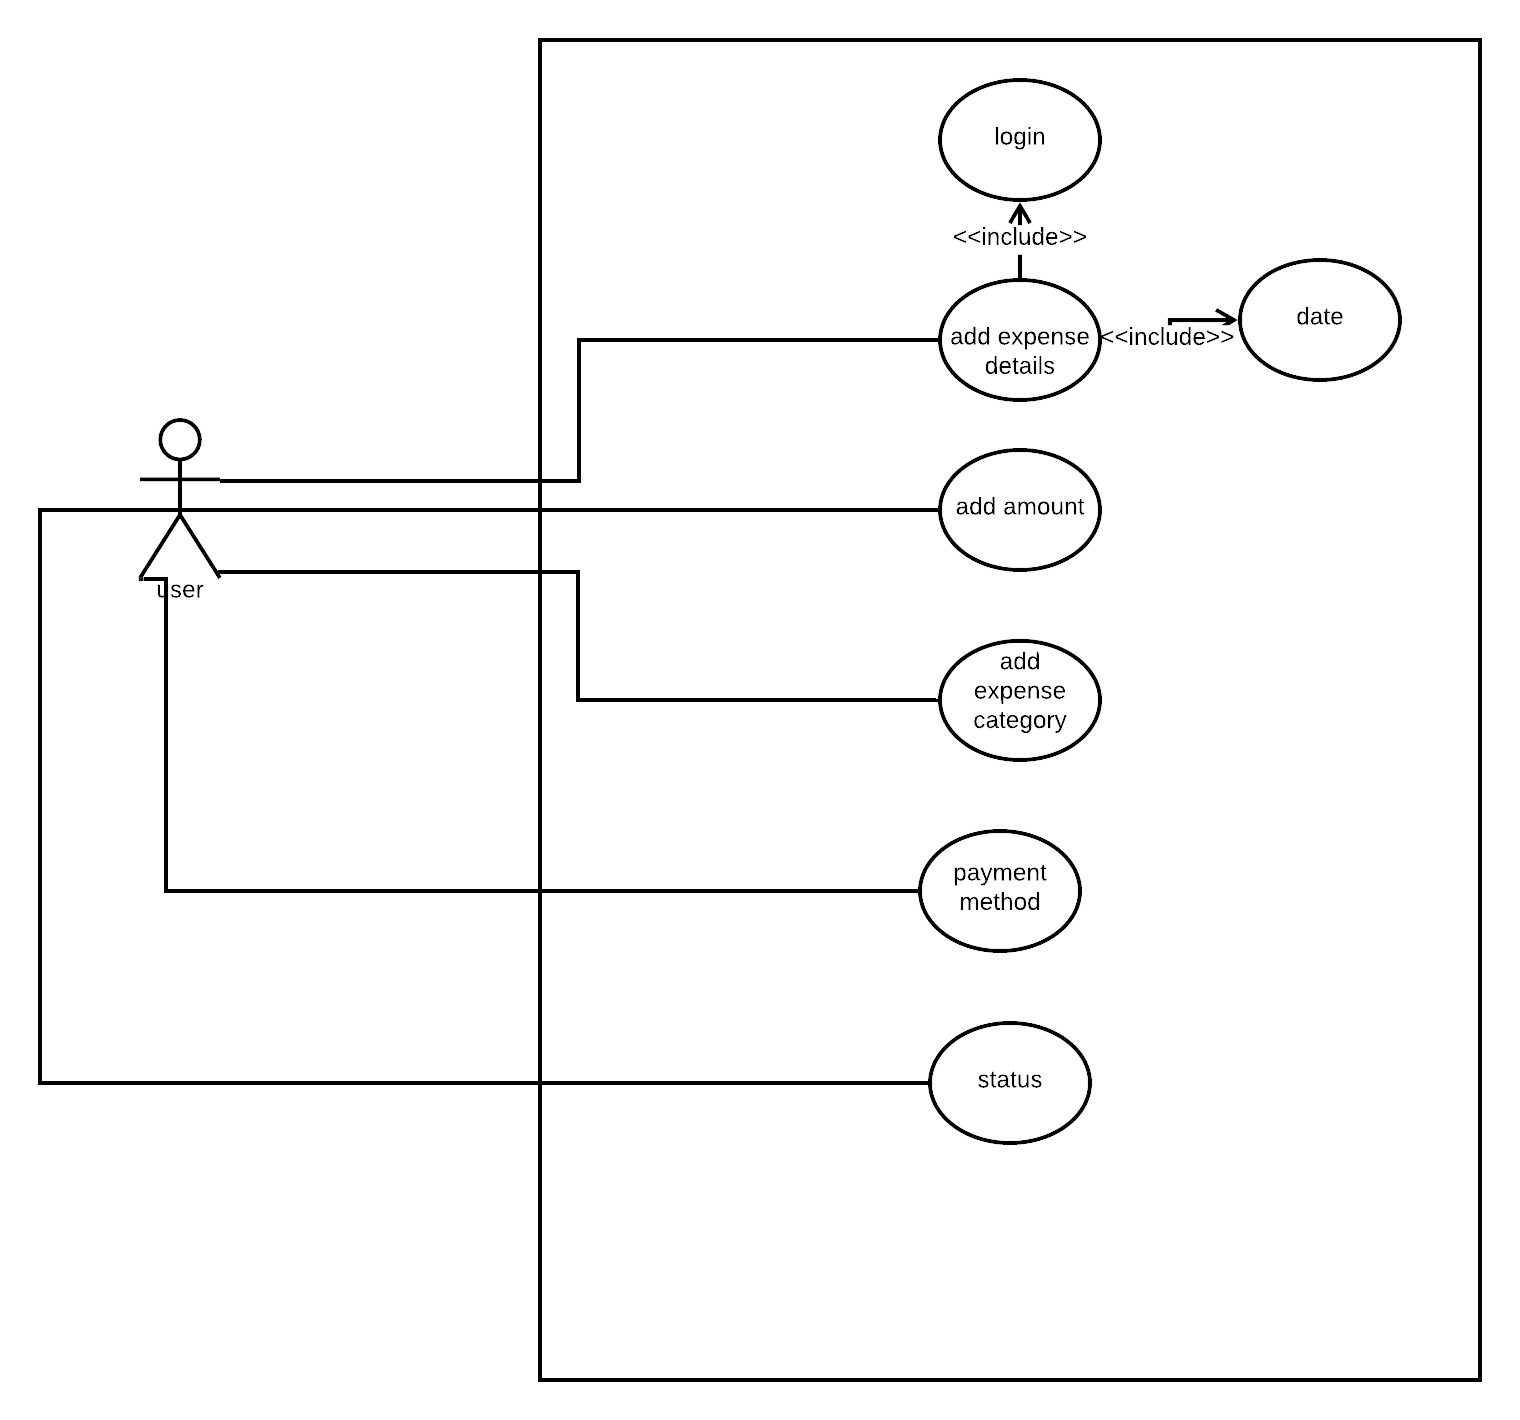 login
<<include>>
add expense
details
<<include>>
date
add amount
user
add
expense
category
payment
method
status